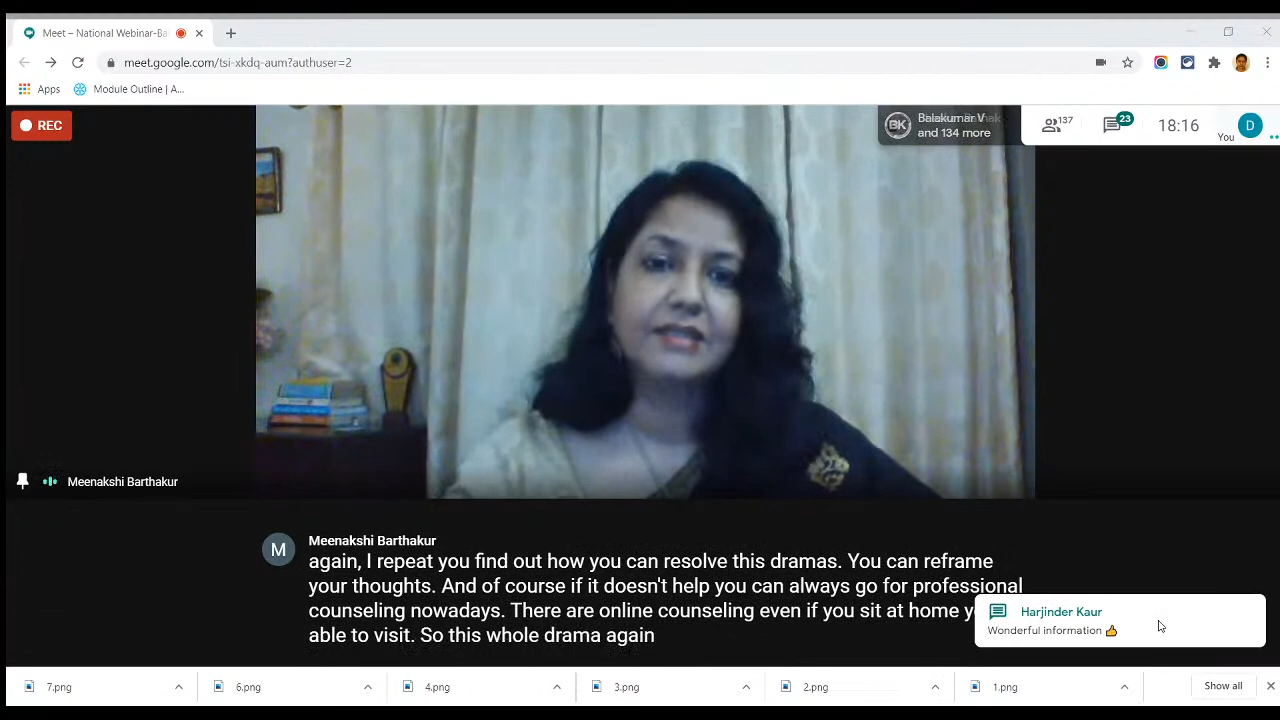 Meet – National Webinar-Ba
meet.google.com/tsi-xkdq-aum?authuser=2
Apps
Module Outline | A...
REC
BK
Balakumar V
and 134 more
137
23
18:16
You
D
Meenakshi Barthakur
M
Meenakshi Barthakur
again, I repeat you find out how you can resolve this dramas. You can reframe
your thoughts. And of course if it doesn't help you can always go for professional
counseling nowadays. There are online counseling even if you sit at home
able to visit. So this whole drama again
Harjinder Kaur
Wonderful information 👍
7.png
6.png
4.png
3.png
2.png
1.png
Show all